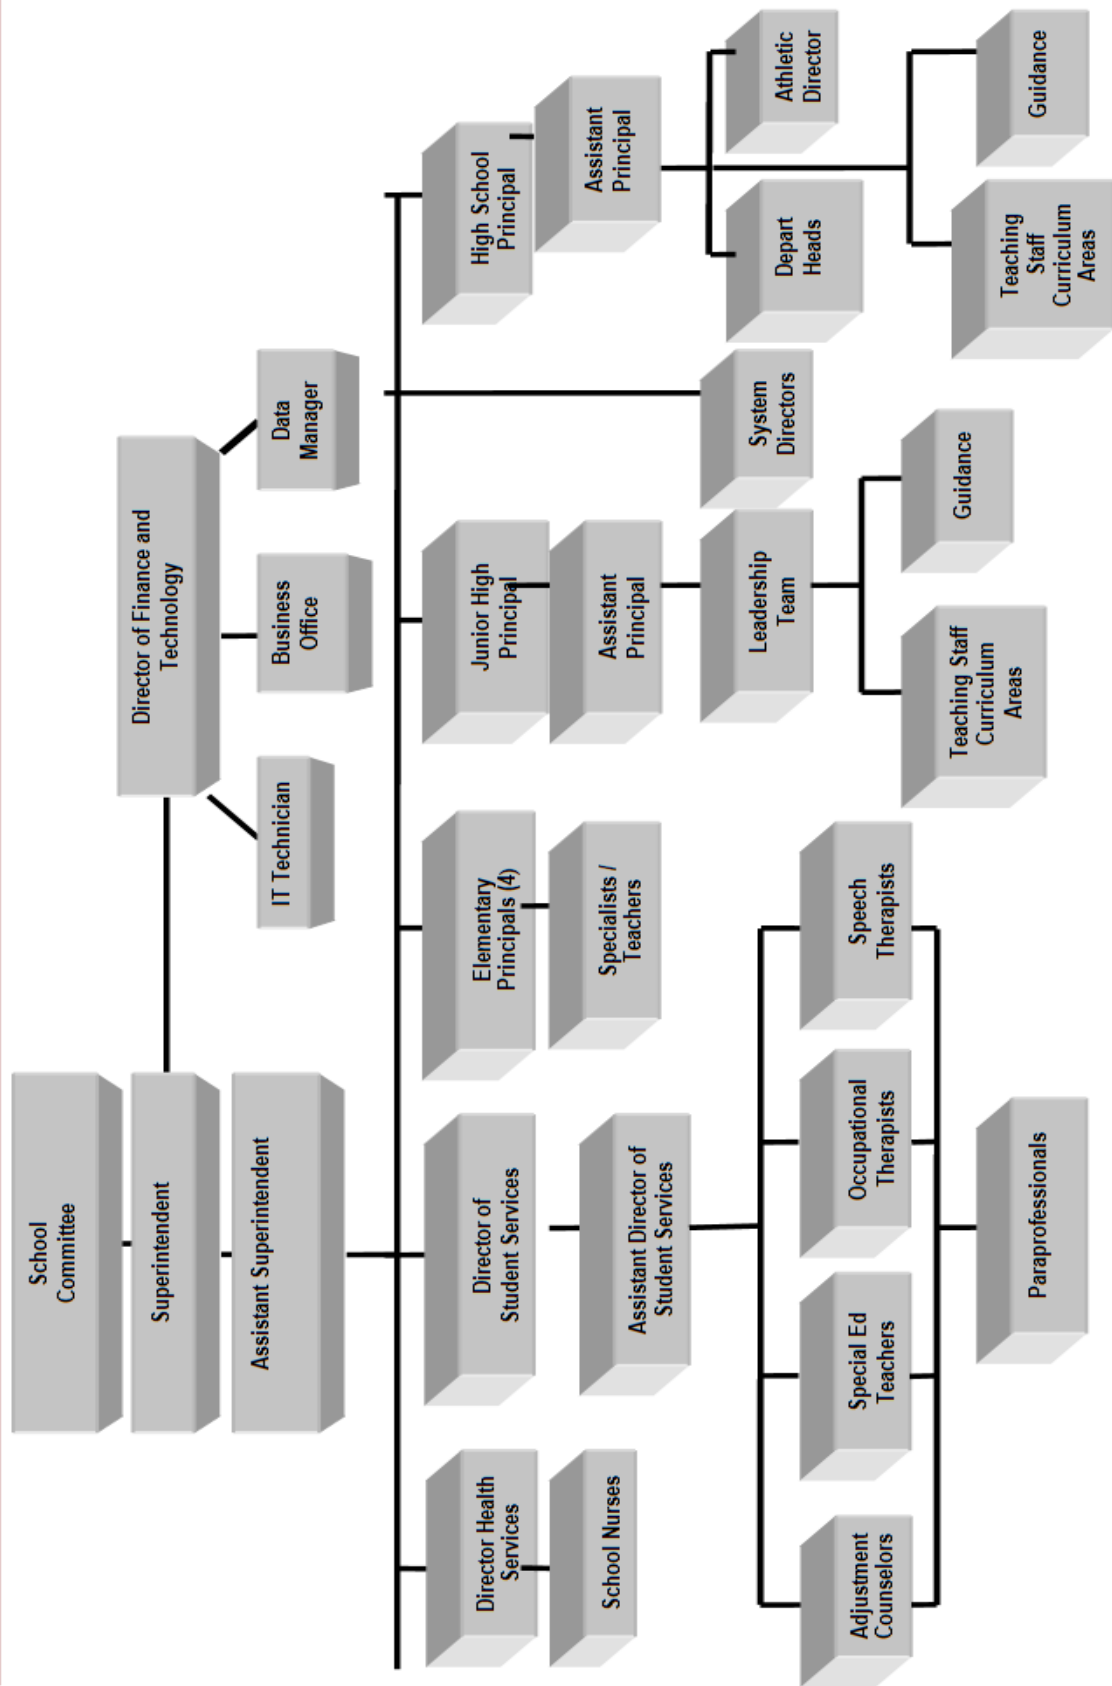 School
Committee
Superintendent
Assistant Superintendent
Director of Finance and
Technology
IT Technician
Business
Office
Data
Manager
Director Health
Services
School Nurses
Director of
Student Services
Assistant Director of
Student Services
Adjustment
Counselors
Special Ed
Teachers
Occupational
Therapists
Speech
Therapists
Paraprofessionals
Elementary
Principals (4)
Specialists /
Teachers
Junior High
Principal
Assistant
Principal
Leadership
Team
Teaching Staff
Curriculum
Areas
Guidance
System
Directors
High School
Principal
Assistant
Principal
Depart
Heads
Athletic
Director
Teaching
Staff
Curriculum
Areas
Guidance